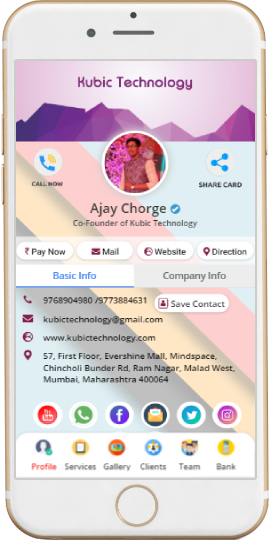 Kubic Technology
CALL NOW
SHARE CARD
Ajay Chorge
Co-Founder of Kubic Technology
₹ Pay Now Mail Website Direction
Basic Info Company Info
9768904980 /9773884631 Save Contact
kubictechnology@gmail.com
www.kubictechnology.com
57, First Floor, Evershine Mall, Mindspace,
Chincholi Bunder Rd, Ram Nagar, Malad West,
Mumbai, Maharashtra 400064
Profile Services Gallery Clients Team Bank